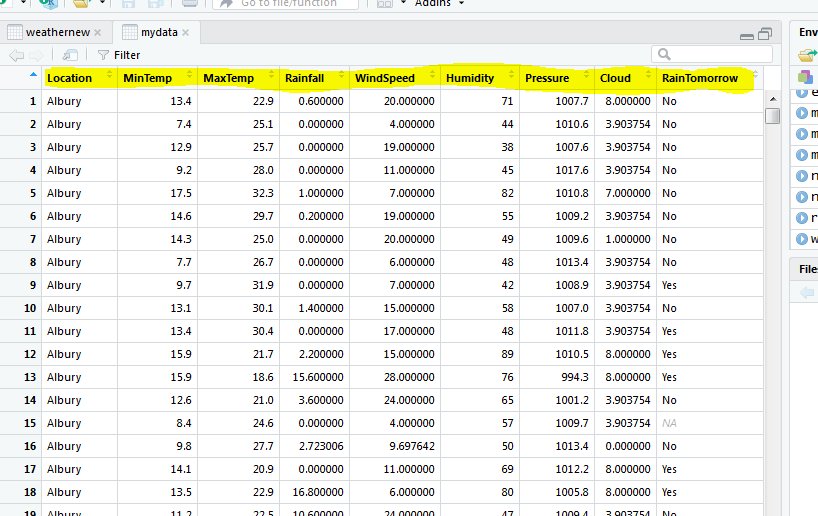 Go to file/function Addins
weathernew mydata
Filter
Location MinTemp MaxTemp Rainfall WindSpeed Humidity Pressure Cloud RainTomorrow
1 Albury 13.4 22.9 0.600000 20.000000 71 1007.7 8.000000 No
2 Albury 7.4 25.1 0.000000 4.000000 44 1010.6 3.903754 No
3 Albury 12.9 25.7 0.000000 19.000000 38 1007.6 3.903754 No
4 Albury 9.2 28.0 0.000000 11.000000 45 1017.6 3.903754 No
5 Albury 17.5 32.3 1.000000 7.000000 82 1010.8 7.000000 No
6 Albury 14.6 29.7 0.200000 19.000000 55 1009.2 3.903754 No
7 Albury 14.3 25.0 0.000000 20.000000 49 1009.6 1.000000 No
8 Albury 7.7 26.7 0.000000 6.000000 48 1013.4 3.903754 No
9 Albury 9.7 31.9 0.000000 7.000000 42 1008.9 3.903754 Yes
10 Albury 13.1 30.1 1.400000 15.000000 58 1007.0 3.903754 No
11 Albury 13.4 30.4 0.000000 17.000000 48 1011.8 3.903754 Yes
12 Albury 15.9 21.7 2.200000 15.000000 89 1010.5 8.000000 Yes
13 Albury 15.9 18.6 15.600000 28.000000 76 994.3 8.000000 Yes
14 Albury 12.6 21.0 3.600000 24.000000 65 1001.2 3.903754 No
15 Albury 8.4 24.6 0.000000 4.000000 57 1009.7 3.903754 NA
16 Albury 9.8 27.7 2.723006 9.697642 50 1013.4 0.000000 No
17 Albury 14.1 20.9 0.000000 11.000000 69 1012.2 8.000000 Yes
18 Albury 13.5 22.9 16.800000 6.000000 80 1005.8 8.000000 Yes
19 Albury 11.2 22.5 10.600000 24.000000 47 1009.4 3.903754 No
Env
e
m
m
m
n
n
r
w
Files